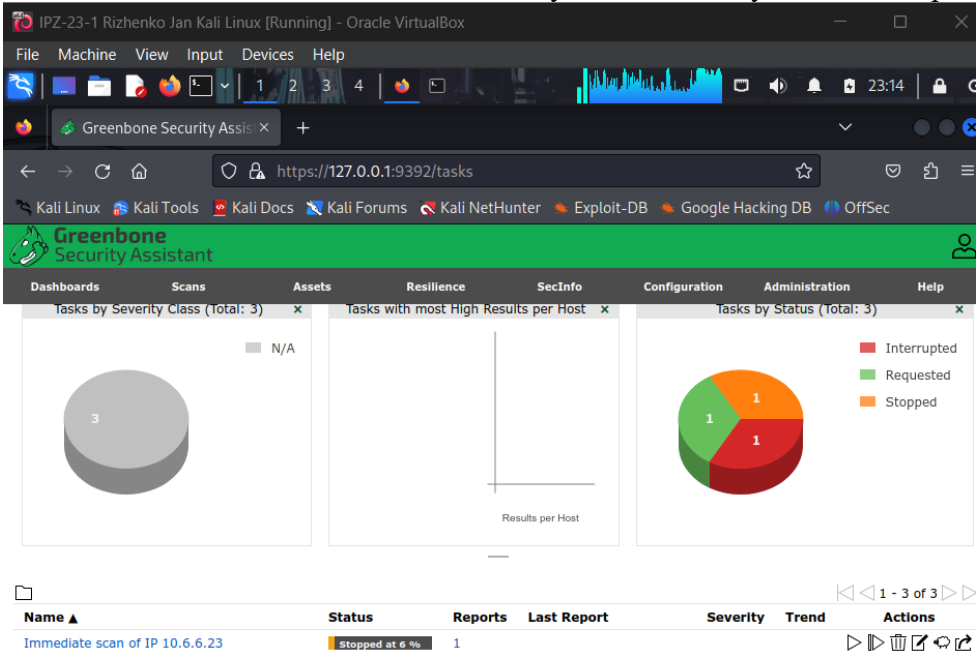 IPZ-23-1 Rizhenko Jan Kali Linux [Running] - Oracle VirtualBox
File Machine View Input Devices Help
1 2 3 4 23:14
Greenbone Security Assis
https://127.0.0.1:9392/tasks
Kali Linux Kali Tools Kali Docs Kali Forums Kali NetHunter Exploit-DB Google Hacking DB OffSec
Greenbone
Security Assistant
Dashboards Scans Assets Resilience SecInfo Configuration Administration Help
Tasks by Severity Class (Total: 3) × Tasks with most High Results per Host × Tasks by Status (Total: 3) ×
N/A Interrupted
Requested
Stopped
3 1 1 1
Results per Host
1 - 3 of 3
Name ▲ Status Reports Last Report Severity Trend Actions
Immediate scan of IP 10.6.6.23 Stopped at 6 % 1